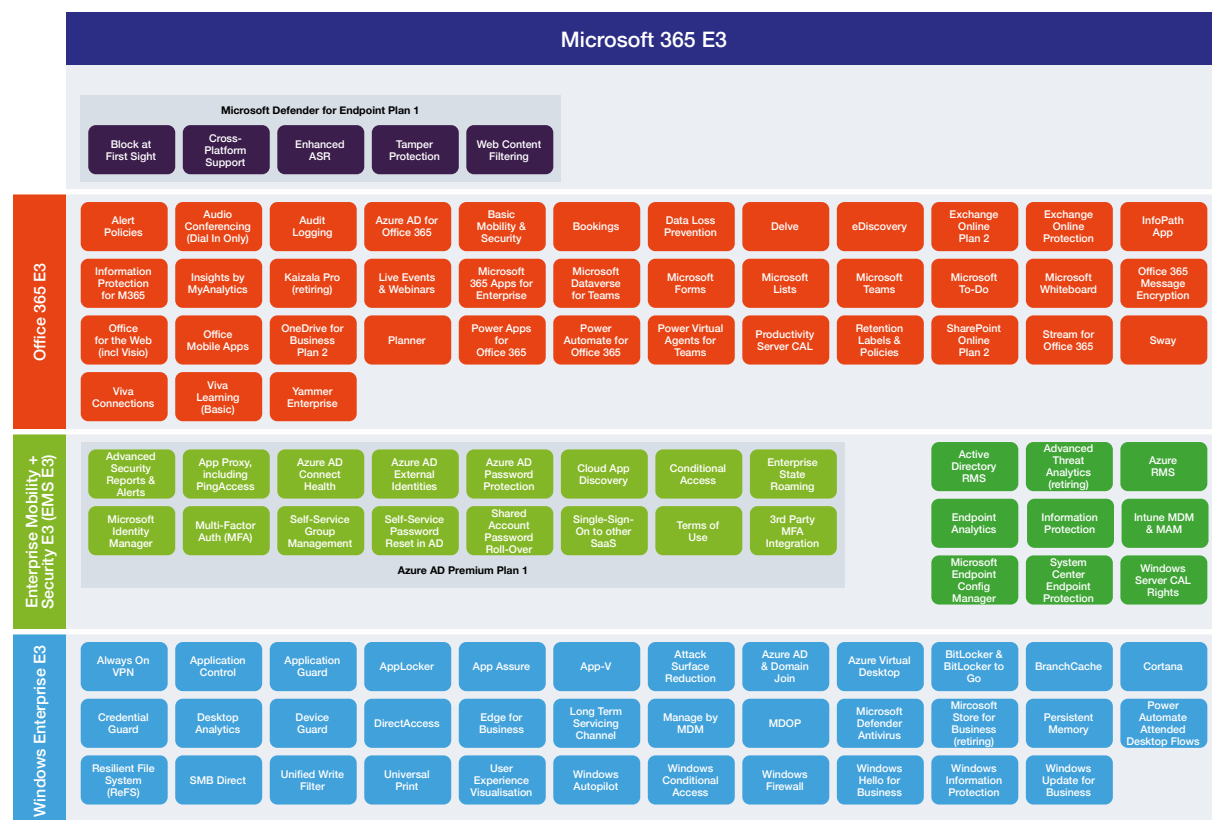 Microsoft 365 E3
Microsoft Defender for Endpoint Plan 1
Block at
First Sight
Cross-
Platform
Support
Enhanced
ASR
Tamper
Protection
Web Content
Filtering
Office 365 E3
Alert
Policies
Audio
Conferencing
(Dial In Only)
Audit
Logging
Azure AD for
Office 365
Basic
Mobility &
Security
Bookings
Data Loss
Prevention
Delve
eDiscovery
Exchange
Online
Plan 2
Exchange
Online
Protection
InfoPath
App
Information
Protection
for M365
Insights by
MyAnalytics
Kaizala Pro
(retiring)
Live Events
& Webinars
Microsoft
365 Apps for
Enterprise
Microsoft
Dataverse
for Teams
Microsoft
Forms
Microsoft
Lists
Microsoft
Teams
Microsoft
To-Do
Microsoft
Whiteboard
Office 365
Message
Encryption
Office
for the Web
(incl Visio)
Office
Mobile Apps
OneDrive for
Business
Plan 2
Planner
Power Apps
for
Office 365
Power
Automate for
Office 365
Power Virtual
Agents for
Teams
Productivity
Server CAL
Retention
Labels &
Policies
SharePoint
Online
Plan 2
Stream for
Office 365
Sway
Viva
Connections
Viva
Learning
(Basic)
Yammer
Enterprise
Enterprise Mobility +
Security E3 (EMS E3)
Advanced
Security
Reports &
Alerts
App Proxy,
including
PingAccess
Azure AD
Connect
Health
Azure AD
External
Identities
Azure AD
Password
Protection
Cloud App
Discovery
Conditional
Access
Enterprise
State
Roaming
Microsoft
Identity
Manager
Multi-Factor
Auth (MFA)
Self-Service
Group
Management
Self-Service
Password
Reset in AD
Shared
Account
Password
Roll-Over
Single-Sign-
On to other
SaaS
Terms of
Use
3rd Party
MFA
Integration
Azure AD Premium Plan 1
Active
Directory
RMS
Advanced
Threat
Analytics
(retiring)
Azure
RMS
Endpoint
Analytics
Information
Protection
Intune MDM
& MAM
Microsoft
Endpoint
Config
Manager
System
Center
Endpoint
Protection
Windows
Server CAL
Rights
Windows Enterprise E3
Always On
VPN
Application
Control
Application
Guard
AppLocker
App Assure
App-V
Attack
Surface
Reduction
Azure AD
& Domain
Join
Azure Virtual
Desktop
BitLocker &
BitLocker to
Go
BranchCache
Cortana
Credential
Guard
Desktop
Analytics
Device
Guard
DirectAccess
Edge for
Business
Long Term
Servicing
Channel
Manage by
MDM
MDOP
Microsoft
Defender
Antivirus
Mircosoft
Store for
Business
(retiring)
Persistent
Memory
Power
Automate
Attended
Desktop Flows
Resilient File
System
(ReFS)
SMB Direct
Unified Write
Filter
Universal
Print
User
Experience
Visualisation
Windows
Autopilot
Windows
Conditional
Access
Windows
Firewall
Windows
Hello for
Business
Windows
Information
Protection
Windows
Update for
Business